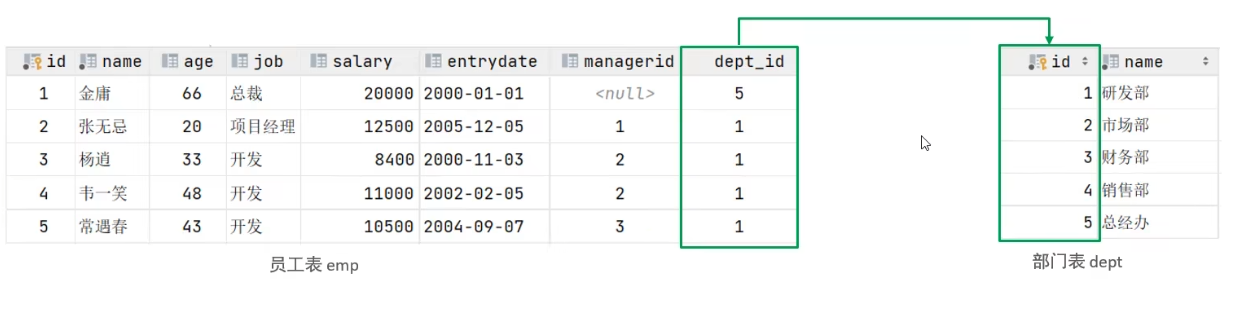 id name age job salary entrydate managerid dept_id
1 金庸 66 总裁 20000 2000-01-01 <null> 5
2 张无忌 20 项目经理 12500 2005-12-05 1 1
3 杨逍 33 开发 8400 2000-11-03 2 1
4 韦一笑 48 开发 11000 2002-02-05 2 1
5 常遇春 43 开发 10500 2004-09-07 3 1
员工表 emp
id name
1 研发部
2 市场部
3 财务部
4 销售部
5 总经办
部门表 dept